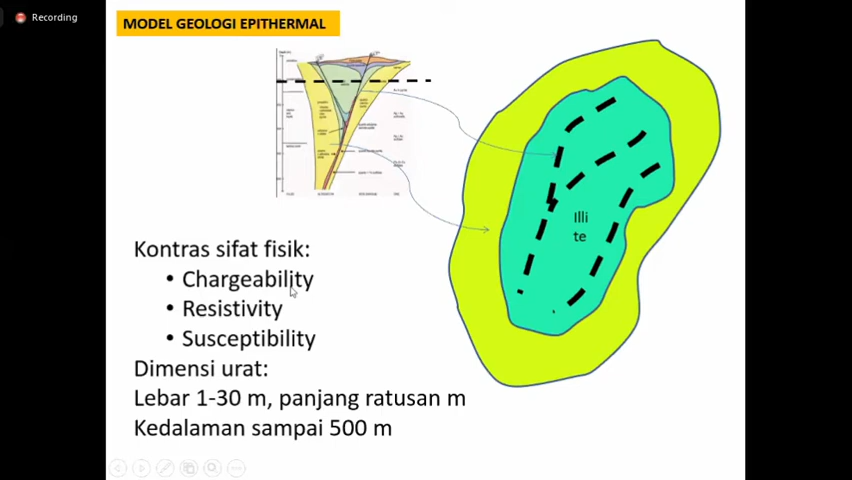 Recording
MODEL GEOLOGI EPITHERMAL
Illi
te
Kontras sifat fisik:
• Chargeability
• Resistivity
• Susceptibility
Dimensi urat:
Lebar 1-30 m, panjang ratusan m
Kedalaman sampai 500 m